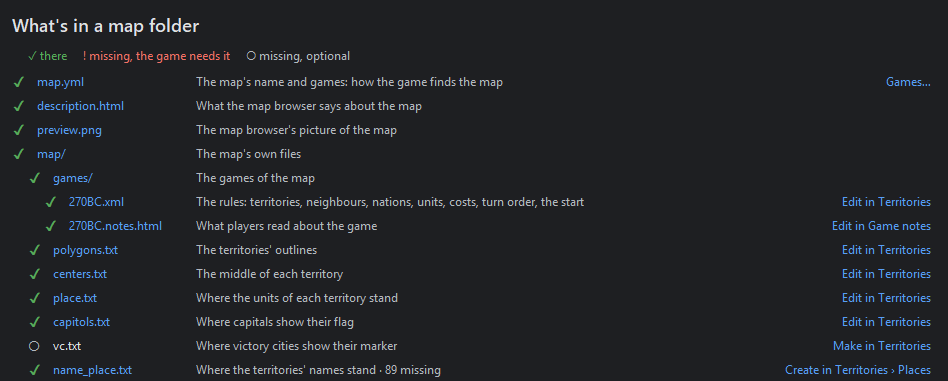 What's in a map folder
✓ there ! missing, the game needs it ○ missing, optional
✓ map.yml The map's name and games: how the game finds the map Games...
✓ description.html What the map browser says about the map
✓ preview.png The map browser's picture of the map
✓ map/ The map's own files
✓ games/ The games of the map
✓ 270BC.xml The rules: territories, neighbours, nations, units, costs, turn order, the start Edit in Territories
✓ 270BC.notes.html What players read about the game Edit in Game notes
✓ polygons.txt The territories' outlines Edit in Territories
✓ centers.txt The middle of each territory Edit in Territories
✓ place.txt Where the units of each territory stand Edit in Territories
✓ capitols.txt Where capitals show their flag Edit in Territories
○ vc.txt Where victory cities show their marker Make in Territories
✓ name_place.txt Where the territories' names stand · 89 missing Create in Territories › Places